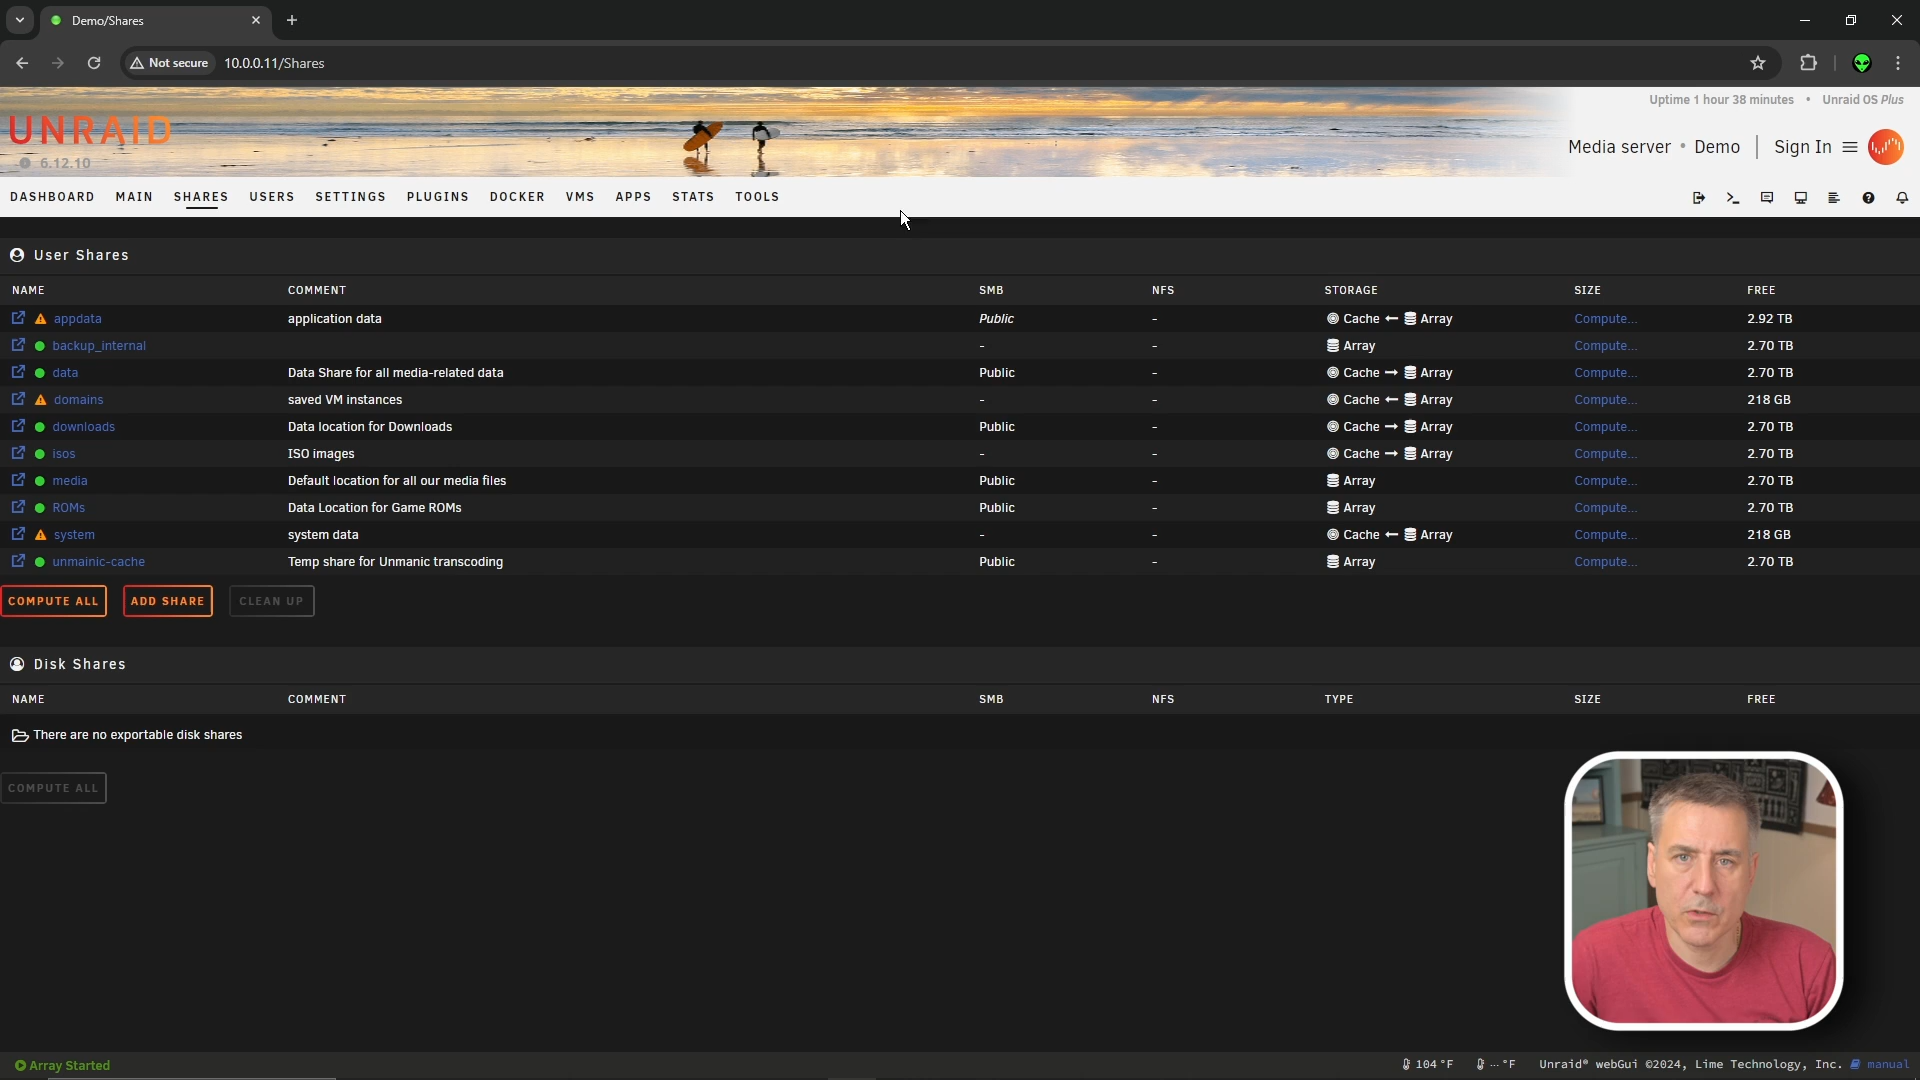 Demo/Shares
Not secure 10.0.0.11/Shares
Uptime 1 hour 38 minutes • Unraid OS Plus
UNRAID
6.12.10
Media server • Demo Sign In
DASHBOARD MAIN SHARES USERS SETTINGS PLUGINS DOCKER VMS APPS STATS TOOLS
User Shares
NAME COMMENT SMB NFS STORAGE SIZE FREE
appdata application data Public - Cache ← Array Compute... 2.92 TB
backup_internal - - Array Compute... 2.70 TB
data Data Share for all media-related data Public - Cache → Array Compute... 2.70 TB
domains saved VM instances - - Cache ← Array Compute... 218 GB
downloads Data location for Downloads Public - Cache → Array Compute... 2.70 TB
isos ISO images - - Cache → Array Compute... 2.70 TB
media Default location for all our media files Public - Array Compute... 2.70 TB
ROMs Data Location for Game ROMs Public - Array Compute... 2.70 TB
system system data - - Cache ← Array Compute... 218 GB
unmainic-cache Temp share for Unmanic transcoding Public - Array Compute... 2.70 TB
COMPUTE ALL ADD SHARE CLEAN UP
Disk Shares
NAME COMMENT SMB NFS TYPE SIZE FREE
There are no exportable disk shares
COMPUTE ALL
Array Started 104 °F -- °F Unraid® webGui ©2024, Lime Technology, Inc. manual